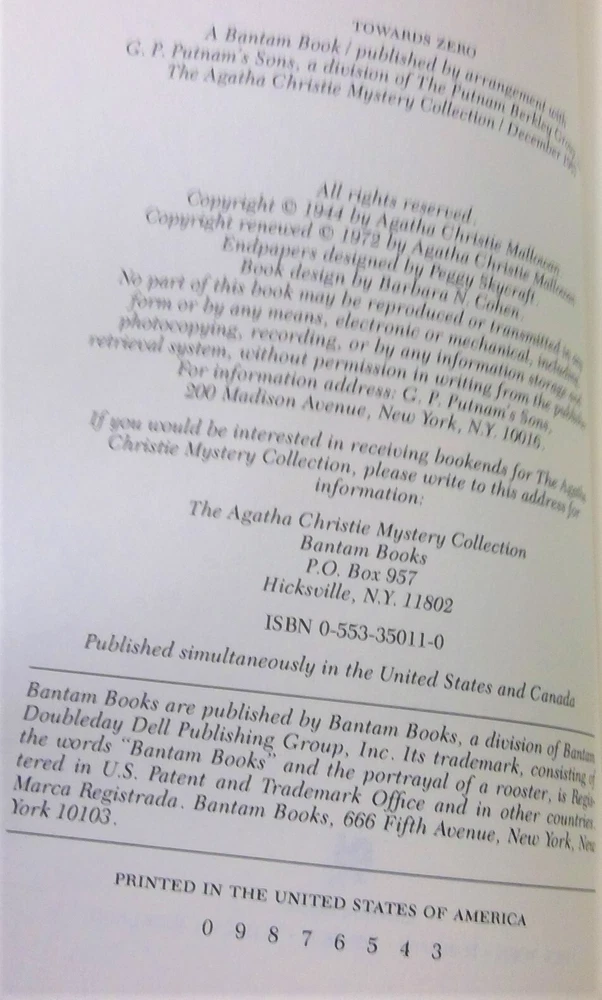 TOWARDS ZERO
A Bantam Book / published by arrangement with
G. P. Putnam's Sons, a division of The Putnam Berkley Group
The Agatha Christie Mystery Collection / December
All rights reserved.
Copyright © 1944 by Agatha Christie Mallowan.
Copyright renewed © 1972 by Agatha Christie Mallowan.
Endpapers designed by Peggy Skycraft.
Book design by Barbara N. Cohen.
No part of this book may be reproduced or transmitted in any
form or by any means, electronic or mechanical, including
photocopying, recording, or by any information storage and
retrieval system, without permission in writing from the publisher.
For information address: G. P. Putnam's Sons,
200 Madison Avenue, New York, N.Y. 10016.
If you would be interested in receiving bookends for The Agatha
Christie Mystery Collection, please write to this address for
information:
The Agatha Christie Mystery Collection
Bantam Books
P.O. Box 957
Hicksville, N.Y. 11802
ISBN 0-553-35011-0
Published simultaneously in the United States and Canada
Bantam Books are published by Bantam Books, a division of Bantam
Doubleday Dell Publishing Group, Inc. Its trademark, consisting of
the words "Bantam Books" and the portrayal of a rooster, is Regis-
tered in U.S. Patent and Trademark Office and in other countries.
Marca Registrada. Bantam Books, 666 Fifth Avenue, New York, New
York 10103.
PRINTED IN THE UNITED STATES OF AMERICA
0 9 8 7 6 5 4 3